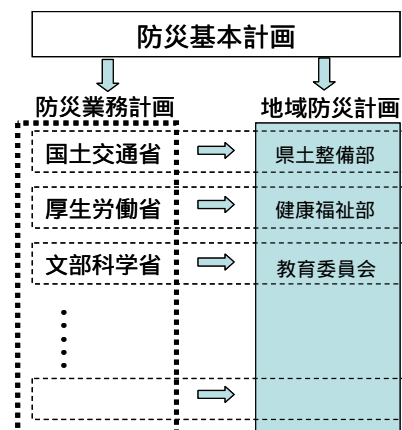 防災基本計画
防災業務計画
地域防災計画
国土交通省
県土整備部
厚生労働省
健康福祉部
文部科学省
教育委員会